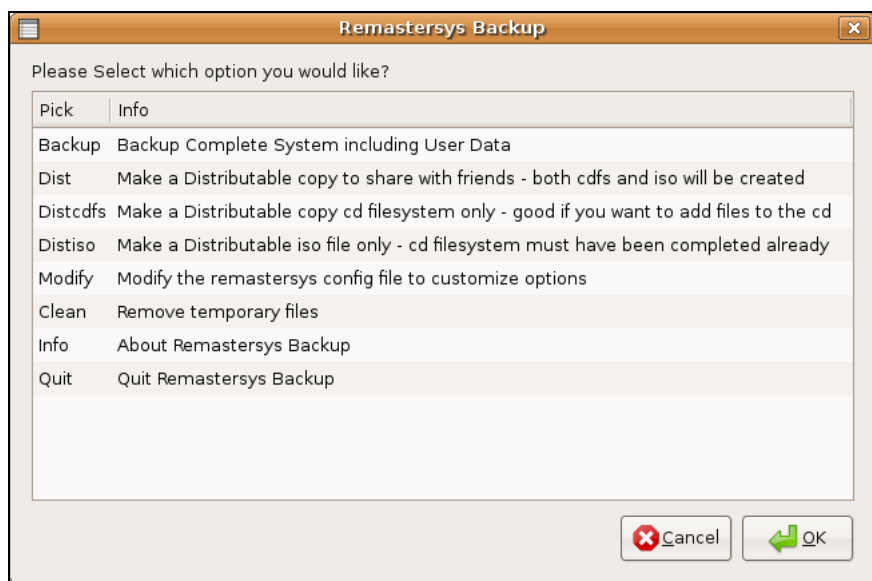 Remastersys Backup
Please Select which option you would like?
Pick Info
Backup Backup Complete System including User Data
Dist Make a Distributable copy to share with friends - both cdfs and iso will be created
Distcdfs Make a Distributable copy cd filesystem only - good if you want to add files to the cd
Distiso Make a Distributable iso file only - cd filesystem must have been completed already
Modify Modify the remastersys config file to customize options
Clean Remove temporary files
Info About Remastersys Backup
Quit Quit Remastersys Backup
Cancel OK